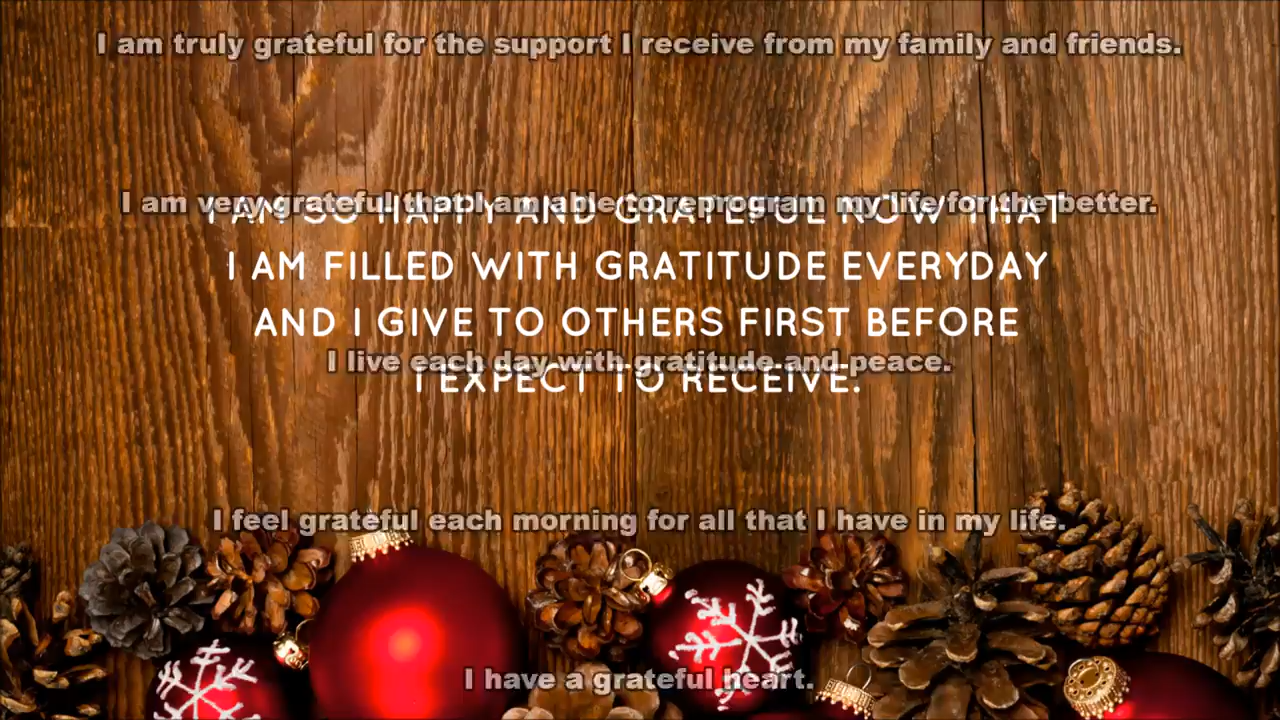 I am truly grateful for the support I receive from my family and friends.
I am very grateful that I am able to reprogram my life for the better.
I AM SO HAPPY AND GRATEFUL NOW THAT
I AM FILLED WITH GRATITUDE EVERYDAY
AND I GIVE TO OTHERS FIRST BEFORE
I live each day with gratitude and peace.
I EXPECT TO RECEIVE.
I feel grateful each morning for all that I have in my life.
I have a grateful heart.